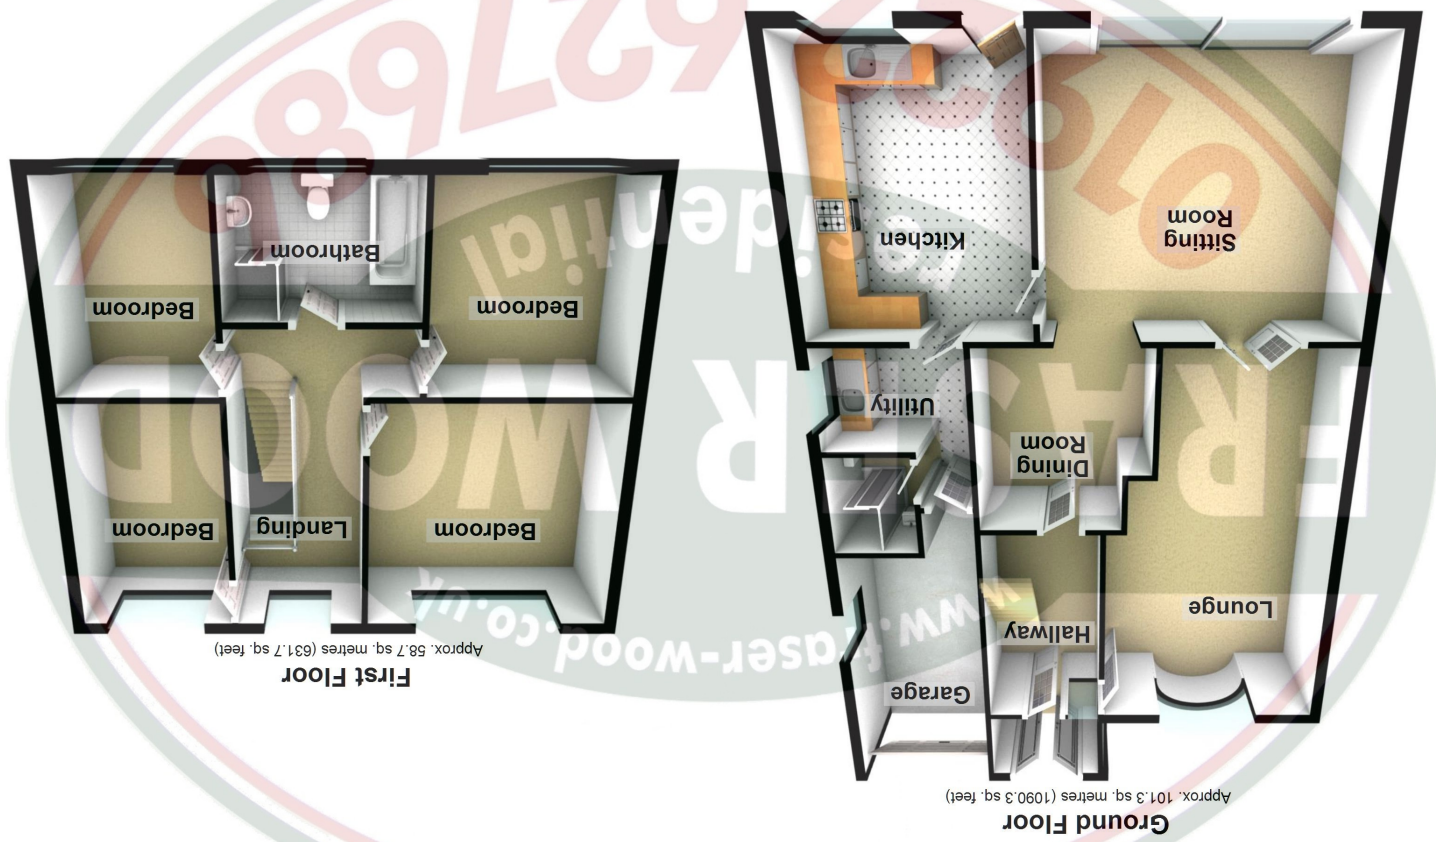 Ground Floor
Approx. 101.3 sq. metres (1090.3 sq. feet)
Garage
Hallway
Lounge
Dining
Room
Utility
Kitchen
Sitting
Room
First Floor
Approx. 58.7 sq. metres (631.7 sq. feet)
Bedroom
Landing
Bedroom
Bedroom
Bedroom
Bathroom
www.fraser-wood.co.uk
FRASER WOOD
residential